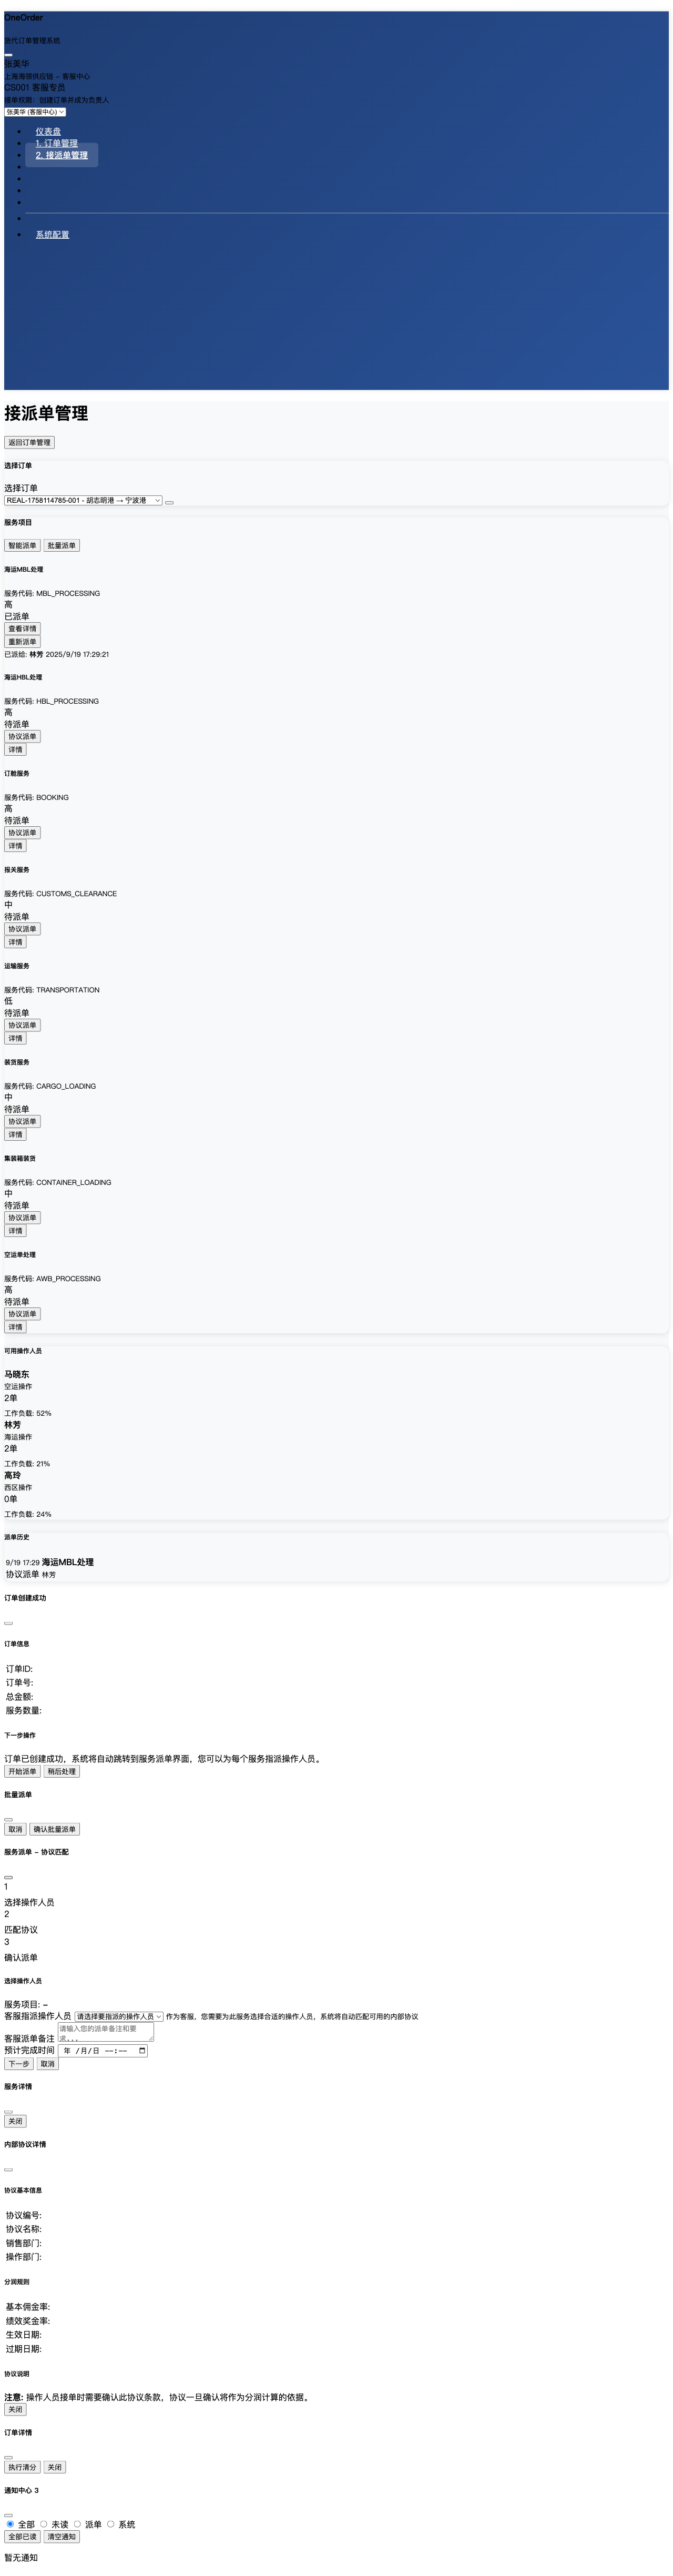 OneOrder
货代订单管理系统
张美华
上海海领供应链 - 客服中心
CS001 客服专员
接单权限：创建订单并成为负责人
张美华 (客服中心)
仪表盘
1. 订单管理
2. 接派单管理
系统配置
接派单管理
返回订单管理
选择订单
选择订单
REAL-1758114785-001 - 胡志明港 → 宁波港
服务项目
智能派单 批量派单
海运MBL处理
服务代码: MBL_PROCESSING
高
已派单
查看详情
重新派单
已派给: 林芳 2025/9/19 17:29:21
海运HBL处理
服务代码: HBL_PROCESSING
高
待派单
协议派单
详情
订舱服务
服务代码: BOOKING
高
待派单
协议派单
详情
报关服务
服务代码: CUSTOMS_CLEARANCE
中
待派单
协议派单
详情
运输服务
服务代码: TRANSPORTATION
低
待派单
协议派单
详情
装货服务
服务代码: CARGO_LOADING
中
待派单
协议派单
详情
集装箱装货
服务代码: CONTAINER_LOADING
中
待派单
协议派单
详情
空运单处理
服务代码: AWB_PROCESSING
高
待派单
协议派单
详情
可用操作人员
马晓东
空运操作
2单
工作负载: 52%
林芳
海运操作
2单
工作负载: 21%
高玲
西区操作
0单
工作负载: 24%
派单历史
9/19 17:29 海运MBL处理
协议派单 林芳
订单创建成功
订单信息
订单ID:
订单号:
总金额:
服务数量:
下一步操作
订单已创建成功，系统将自动跳转到服务派单界面，您可以为每个服务指派操作人员。
开始派单 稍后处理
批量派单
取消 确认批量派单
服务派单 - 协议匹配
1
选择操作人员
2
匹配协议
3
确认派单
选择操作人员
服务项目: -
客服指派操作人员 请选择要指派的操作人员 作为客服，您需要为此服务选择合适的操作人员，系统将自动匹配可用的内部协议
客服派单备注 请输入您的派单备注和要求...
预计完成时间 年 /月/日 --:--
下一步 取消
服务详情
关闭
内部协议详情
协议基本信息
协议编号:
协议名称:
销售部门:
操作部门:
分润规则
基本佣金率:
绩效奖金率:
生效日期:
过期日期:
协议说明
注意: 操作人员接单时需要确认此协议条款，协议一旦确认将作为分润计算的依据。
关闭
订单详情
执行清分 关闭
通知中心 3
全部 未读 派单 系统
全部已读 清空通知
暂无通知